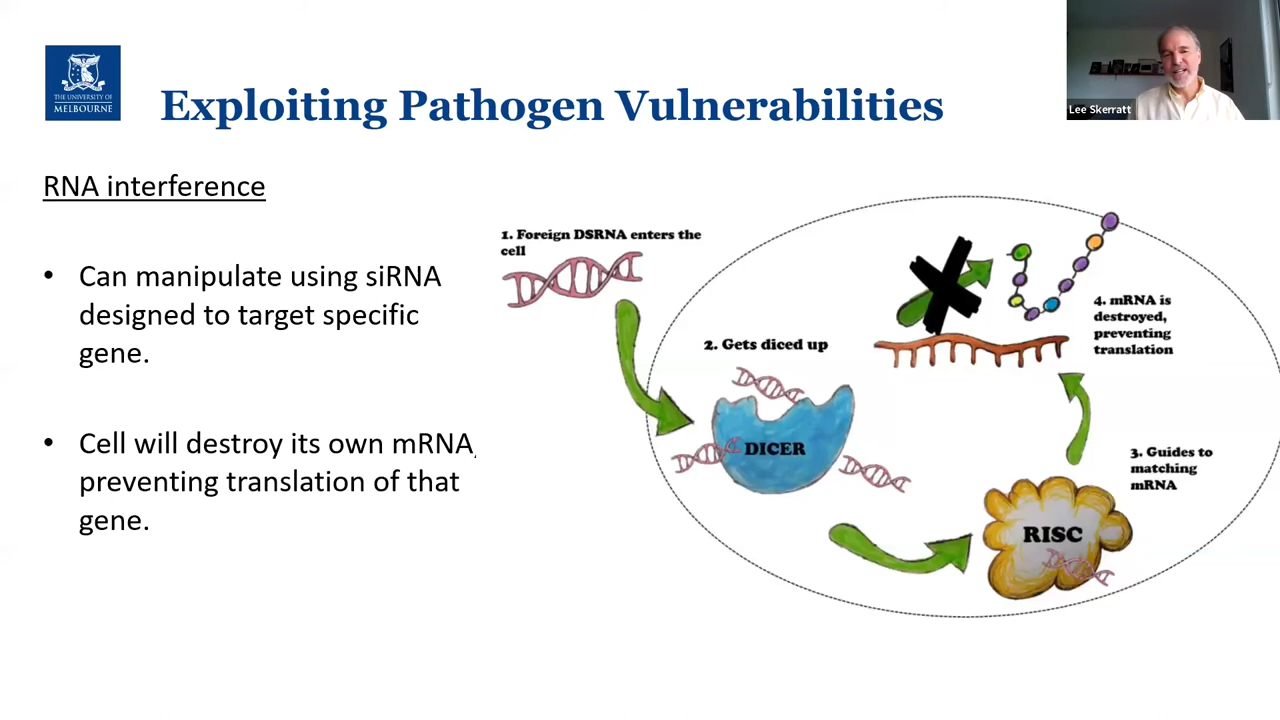 THE UNIVERSITY OF
MELBOURNE
Exploiting Pathogen Vulnerabilities
Lee Skerratt
RNA interference
• Can manipulate using siRNA
designed to target specific
gene.
• Cell will destroy its own mRNA,
preventing translation of that
gene.
1. Foreign DSRNA enters the
cell
2. Gets diced up
DICER
3. Guides to
matching
mRNA
RISC
4. mRNA is
destroyed,
preventing
translation